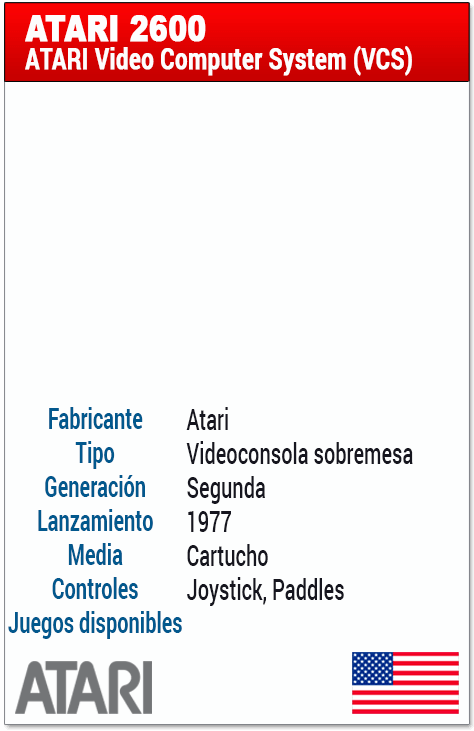 ATARI 2600
ATARI Video Computer System (VCS)
Fabricante Atari
Tipo Videoconsola sobremesa
Generación Segunda
Lanzamiento 1977
Media Cartucho
Controles Joystick, Paddles
Juegos disponibles
ATARI